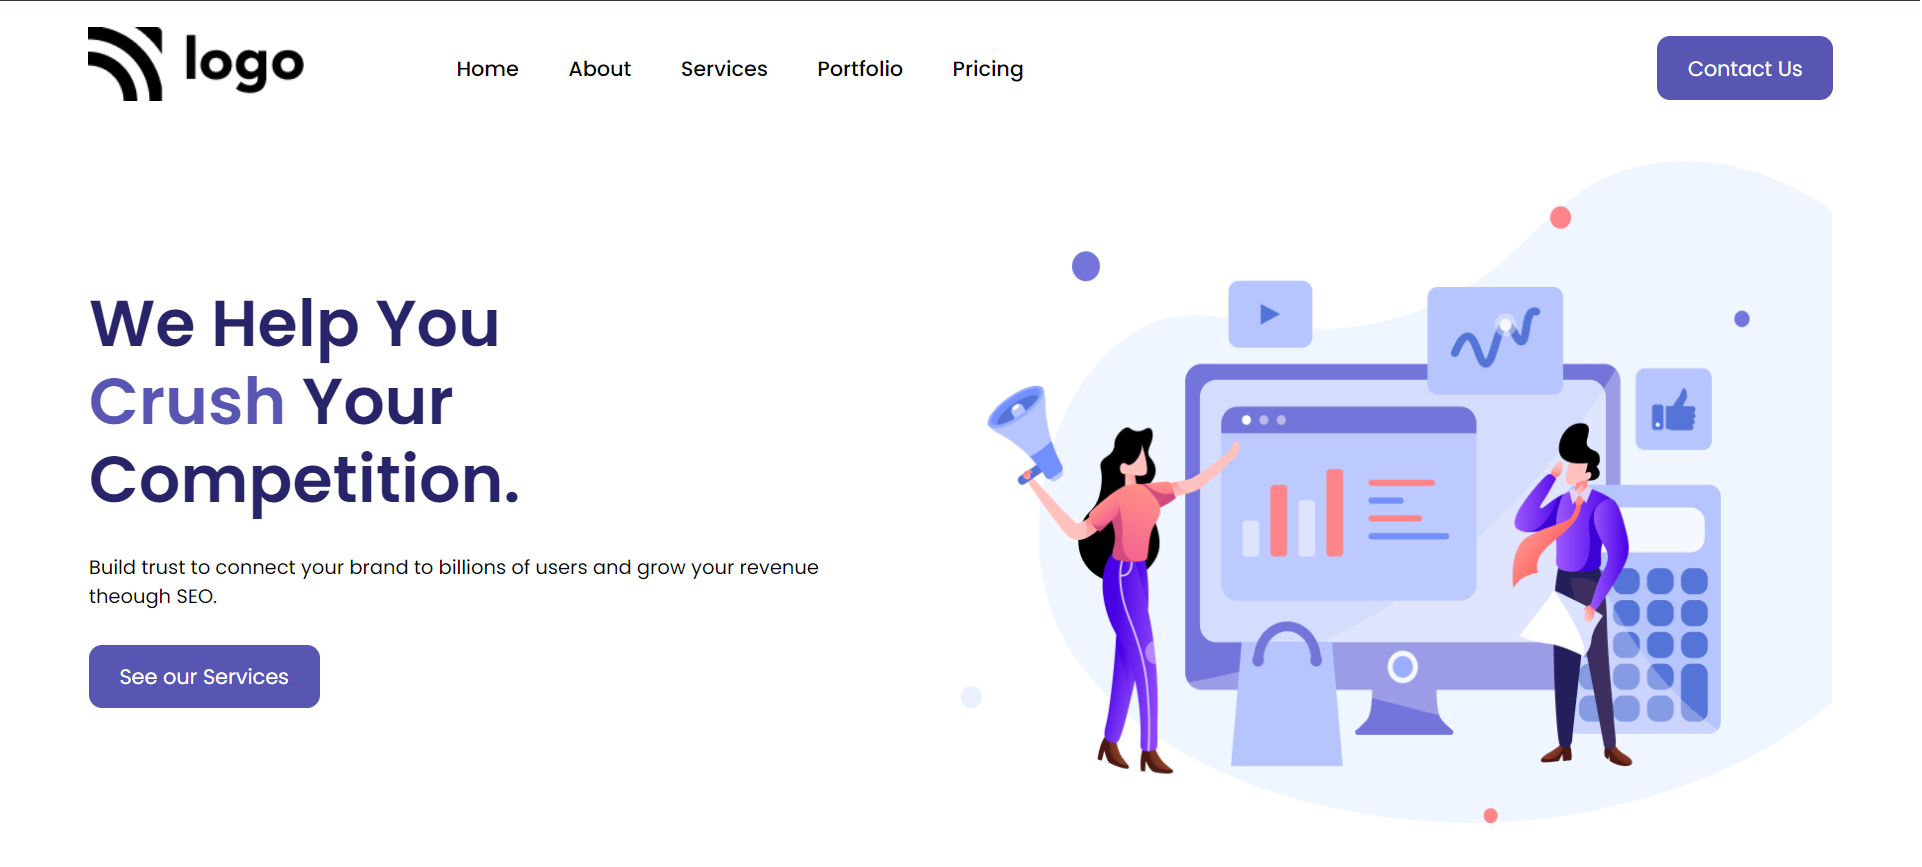 logo
Home About Services Portfolio Pricing
Contact Us
We Help You
Crush Your
Competition.
Build trust to connect your brand to billions of users and grow your revenue
theough SEO.
See our Services